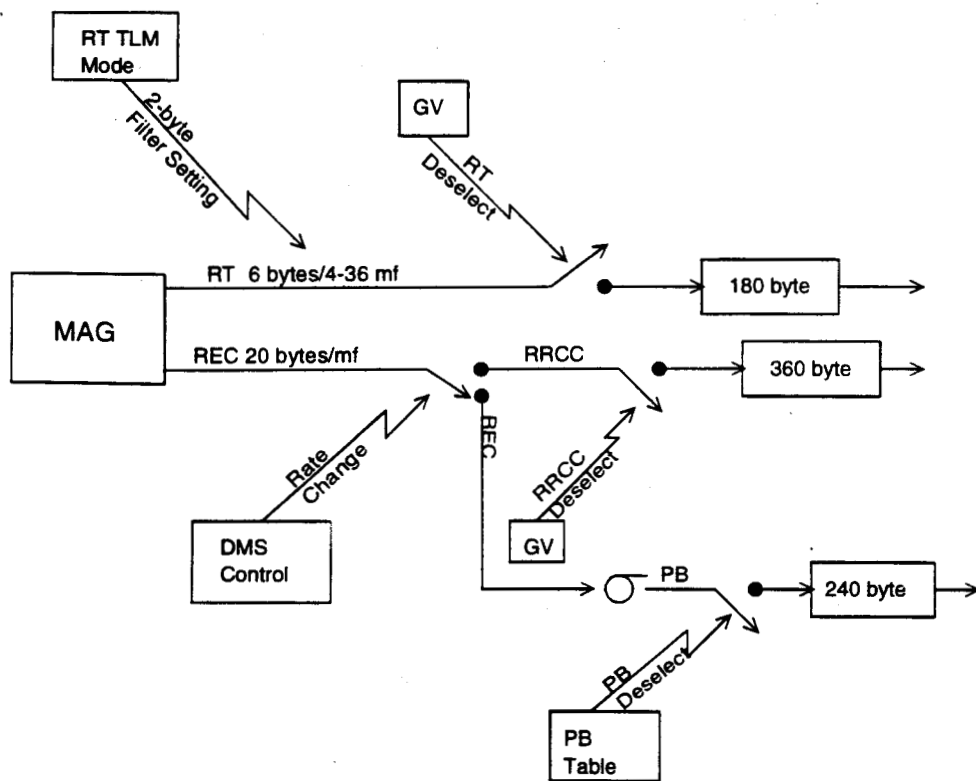 RT TLM
Mode
2-byte
Filter Setting
GV
RT
Deselect
RT 6 bytes/4-36 mf
180 byte
MAG
REC 20 bytes/mf
RRCC
360 byte
REC
Rate
Change
RRCC
Deselect
DMS
Control
GV
PB
240 byte
PB
Deselect
PB
Table